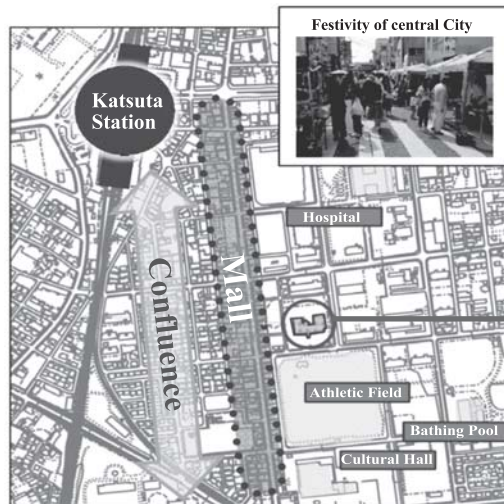 Festivity of central City
Katsuta
Station
Hospital
Mall
Confluence
Athletic Field
Bathing Pool
Cultural Hall